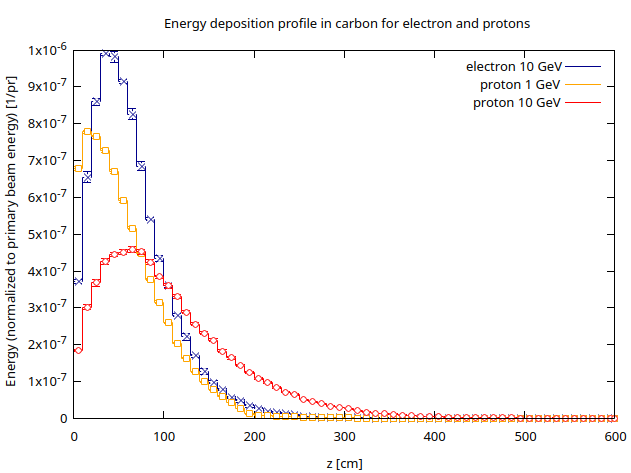 Energy deposition profile in carbon for electron and protons
Energy (normalized to primary beam energy) [1/pr]
1x10-6
9x10-7
8x10-7
7x10-7
6x10-7
5x10-7
4x10-7
3x10-7
2x10-7
1x10-7
0
electron 10 GeV
proton 1 GeV
proton 10 GeV
0 100 200 300 400 500 600
z [cm]